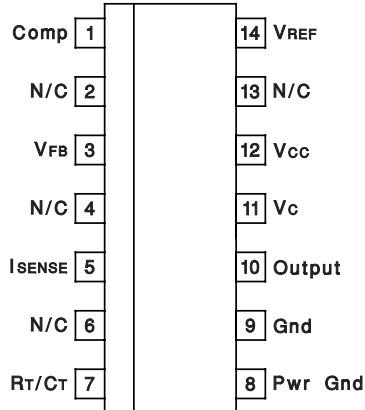 Comp 1 14 VREF
N/C 2 13 N/C
VFB 3 12 VCC
N/C 4 11 VC
ISENSE 5 10 Output
N/C 6 9 Gnd
RT/CT 7 8 Pwr Gnd